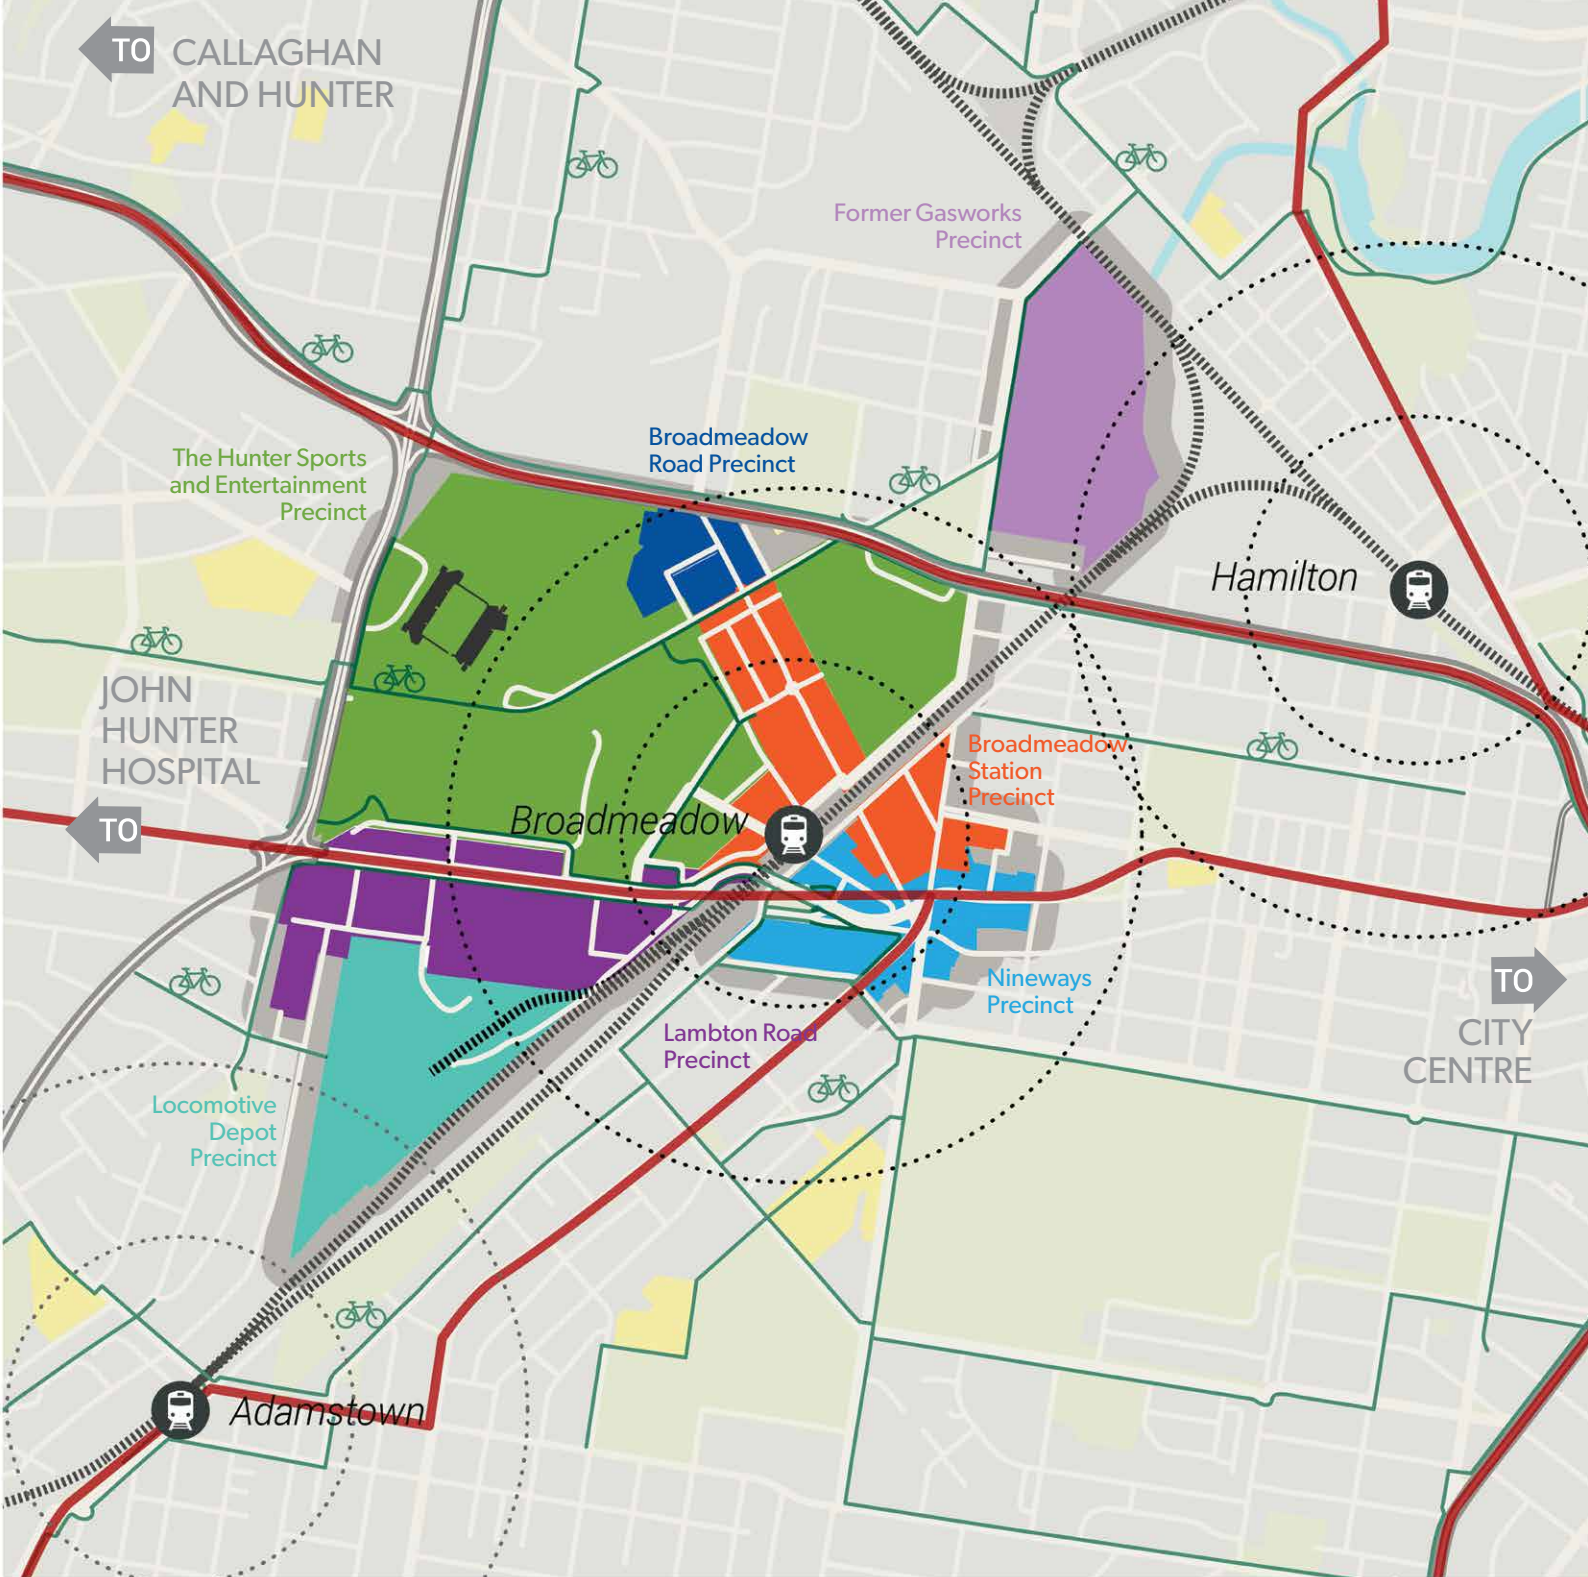 TO CALLAGHAN
AND HUNTER
Former Gasworks
Precinct
Broadmeadow
Road Precinct
The Hunter Sports
and Entertainment
Precinct
Hamilton
JOHN
HUNTER
HOSPITAL
TO
Broadmeadow
Station
Precinct
Broadmeadow
Nineways
Precinct
TO
CITY
CENTRE
Lambton Road
Precinct
Locomotive
Depot
Precinct
Adamstown